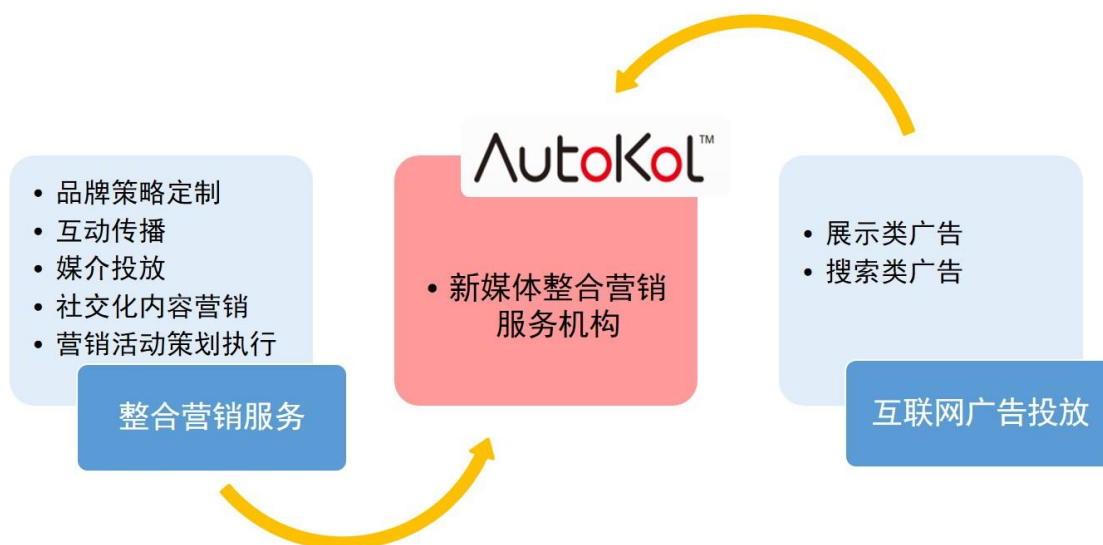 • 品牌策略定制
• 互动传播
• 媒介投放
• 社交化内容营销
• 营销活动策划执行
整合营销服务
AutoKol™
• 新媒体整合营销
服务机构
• 展示类广告
• 搜索类广告
互联网广告投放